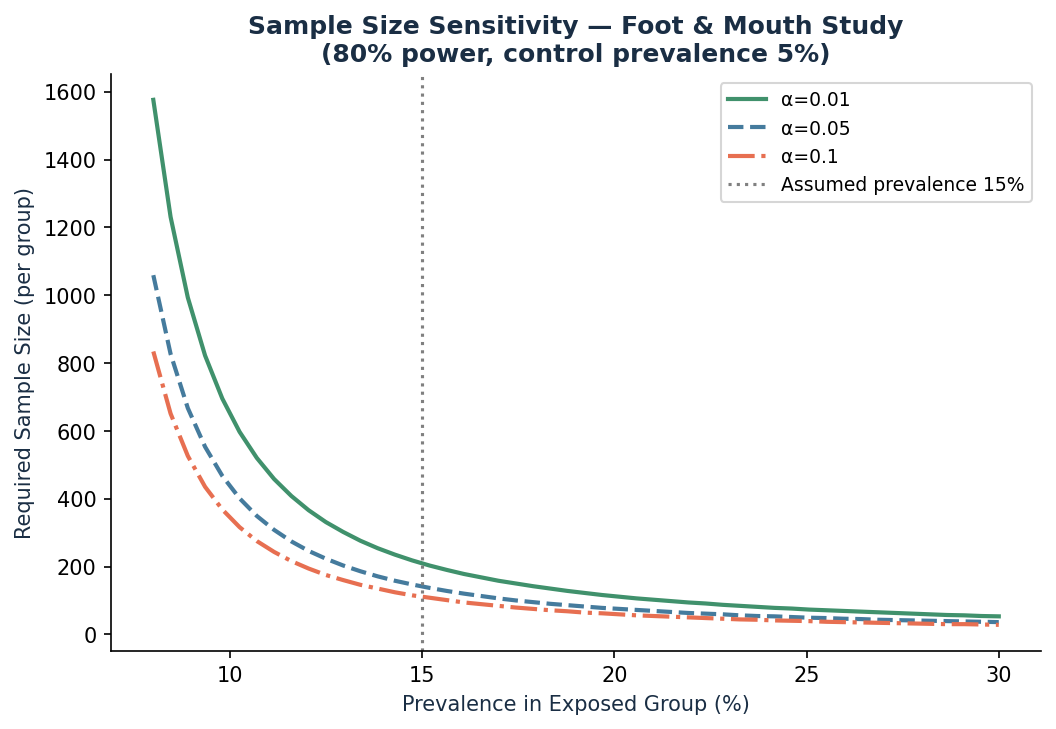 Sample Size Sensitivity — Foot & Mouth Study
(80% power, control prevalence 5%)
α=0.01
α=0.05
α=0.1
Assumed prevalence 15%
Required Sample Size (per group)
1600
1400
1200
1000
800
600
400
200
0
10
15
20
25
30
Prevalence in Exposed Group (%)